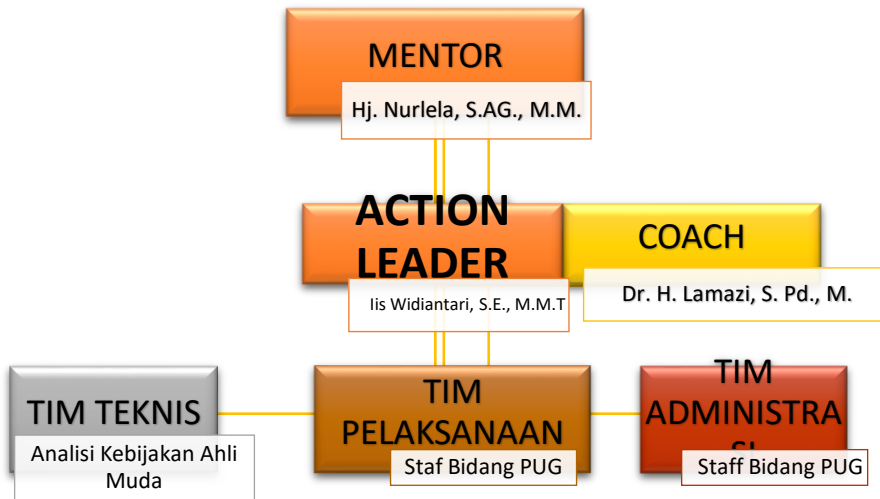 MENTOR
Hj. Nurlela, S.AG., M.M.
ACTION
LEADER
COACH
Iis Widiantari, S.E., M.M.T
Dr. H. Lamazi, S. Pd., M.
TIM TEKNIS
Analisi Kebijakan Ahli
Muda
TIM
PELAKSANAAN
Staf Bidang PUG
TIM
ADMINISTRA
SI
Staff Bidang PUG